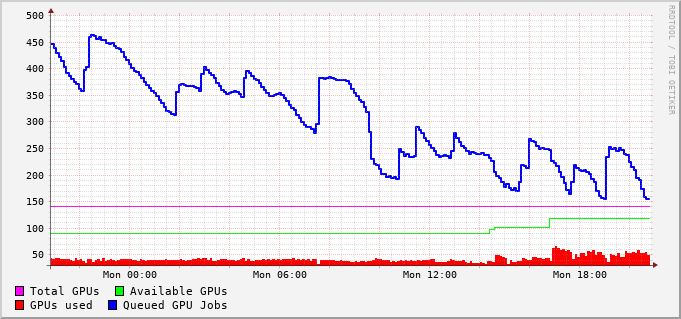 500
450
400
350
300
250
200
150
100
50
Mon 00:00 Mon 06:00 Mon 12:00 Mon 18:00
Total GPUs Available GPUs
GPUs used Queued GPU Jobs
RRDTOOL / TOBI OETIKER